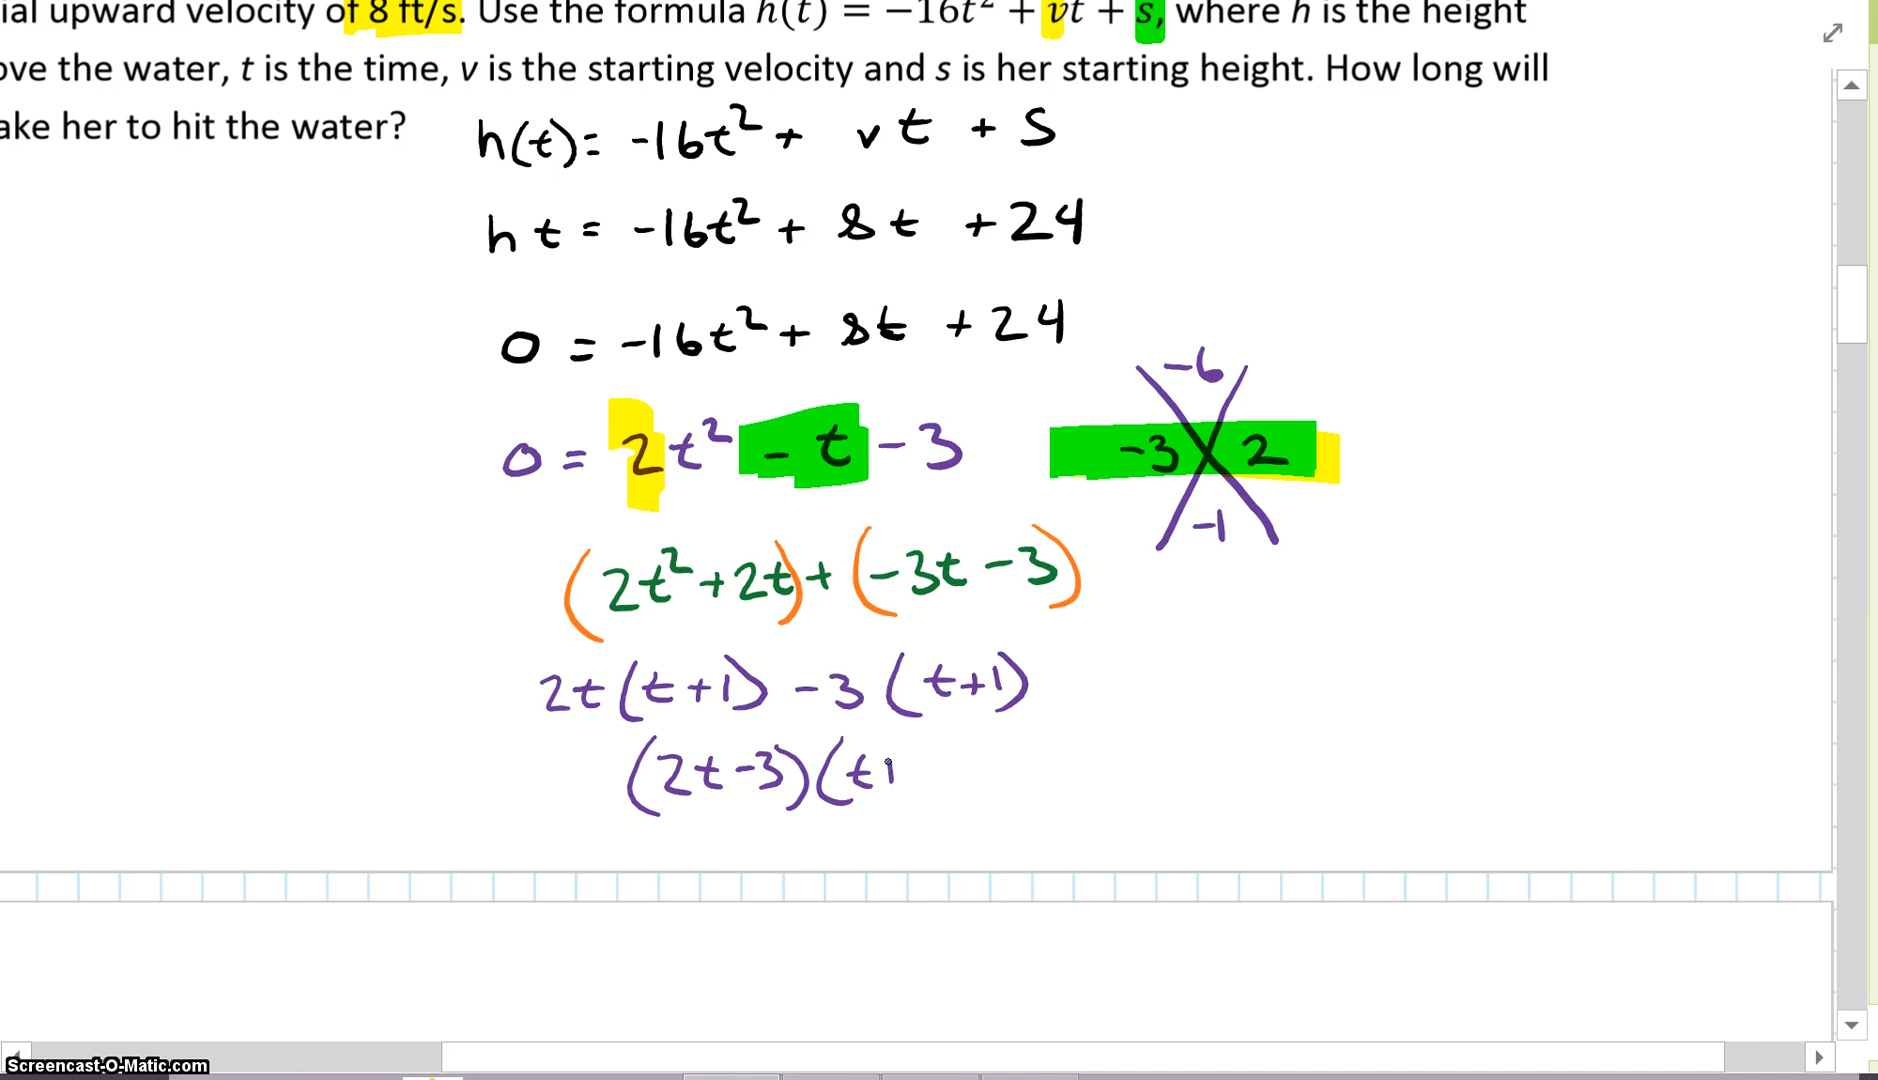 ial upward velocity of 8 ft/s. Use the formula h(t) = −16t² + vt + s, where h is the height
ove the water, t is the time, v is the starting velocity and s is her starting height. How long will
ake her to hit the water?
h(t)= -16t² + vt + s
ht = -16t² + 8t +24
0 = -16t² + 8t +24
-6
0 = 2t² - t - 3
-3 2
-1
(2t² +2t) + (-3t - 3)
2t(t+1) -3(t+1)
(2t-3)(t
Screencast-O-Matic.com